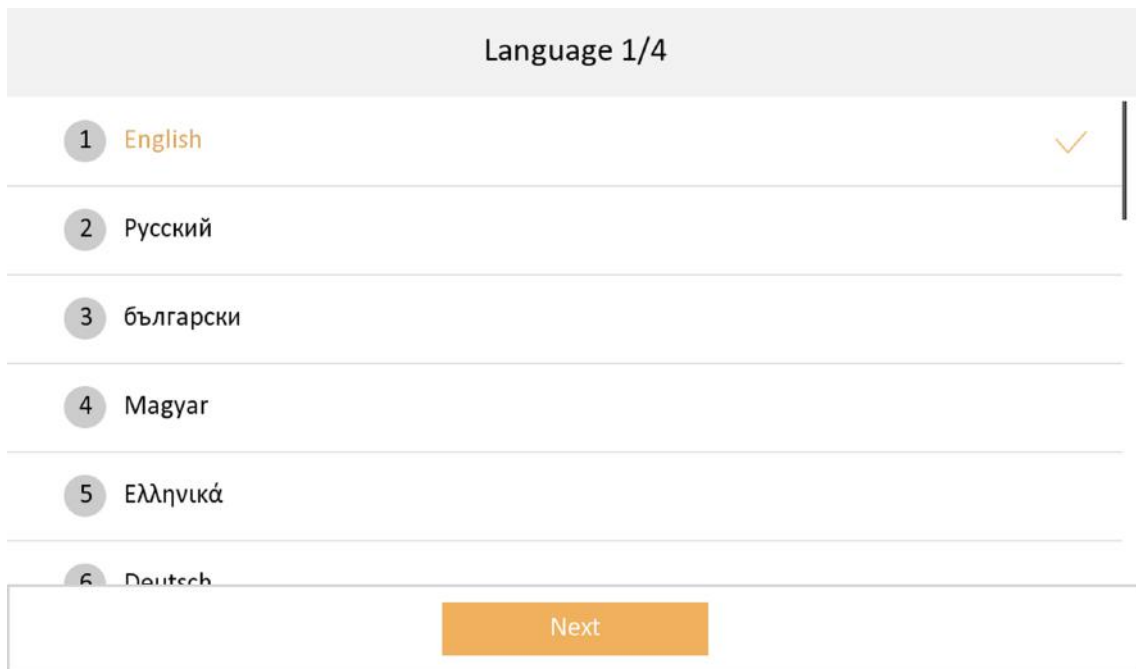 Language 1/4
1 English
2 Русский
3 български
4 Magyar
5 Ελληνικά
6 Deutsch
Next